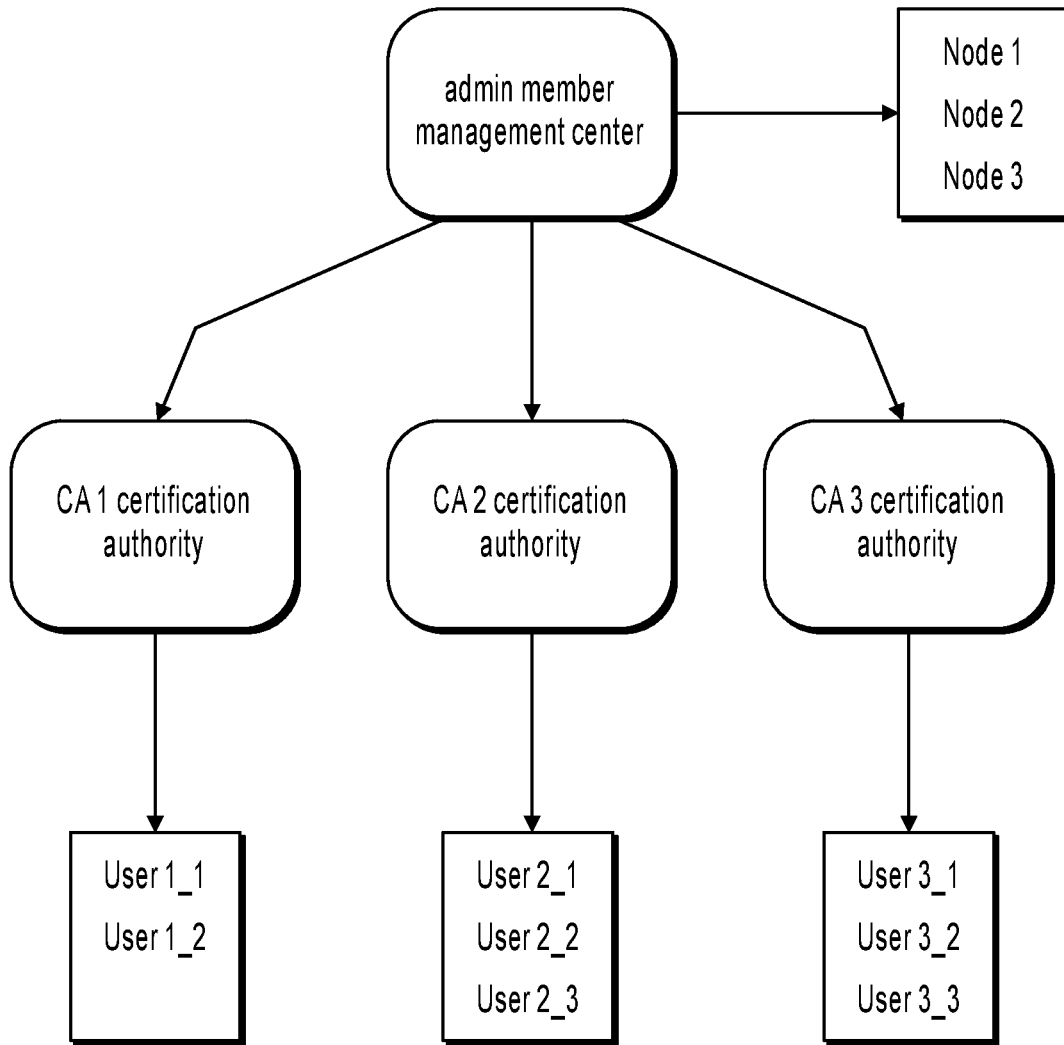 admin member
management center
Node 1
Node 2
Node 3
CA 1 certification
authority
CA 2 certification
authority
CA 3 certification
authority
User 1_1
User 1_2
User 2_1
User 2_2
User 2_3
User 3_1
User 3_2
User 3_3